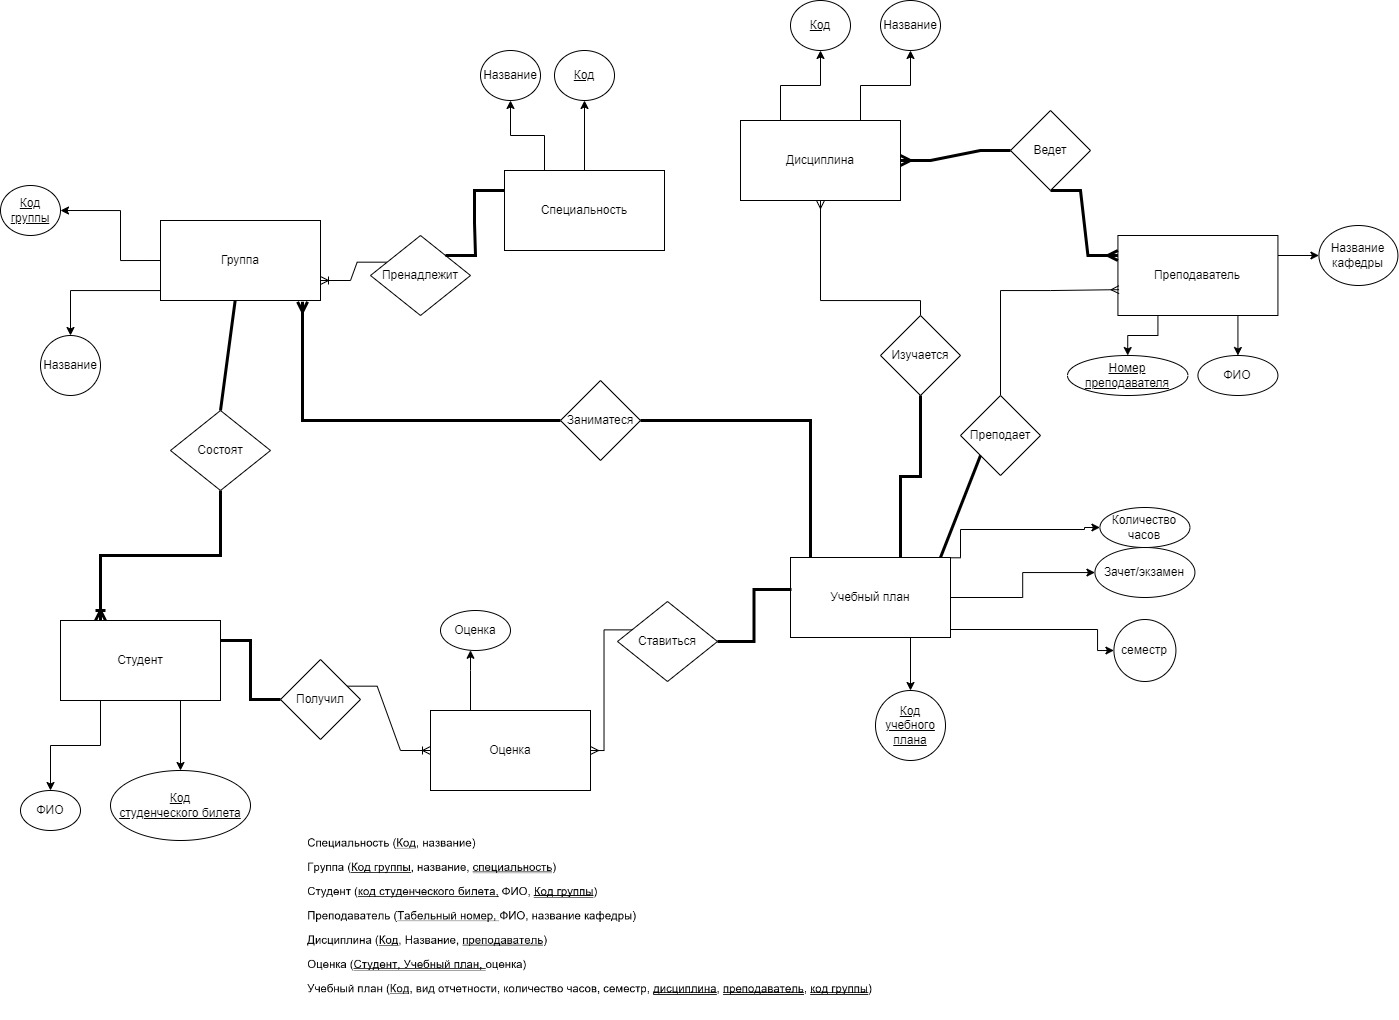 Код
Название
Название
Код
Дисциплина
Ведет
Код
группы
Специальность
Группа
Пренадлежит
Преподаватель
Название
кафедры
Название
Изучается
Номер
преподавателя
ФИО
Заниматеся
Преподает
Состоят
Количество
часов
Зачет/экзамен
Учебный план
Оценка
Ставиться
семестр
Студент
Получил
Код
учебного
плана
Оценка
ФИО
Код
студенческого билета
Специальность (Код, название)
Группа (Код группы, название, специальность)
Студент (код студенческого билета, ФИО, Код группы)
Преподаватель (Табельный номер, ФИО, название кафедры)
Дисциплина (Код, Название, преподаватель)
Оценка (Студент, Учебный план, оценка)
Учебный план (Код, вид отчетности, количество часов, семестр, дисциплина, преподаватель, код группы)